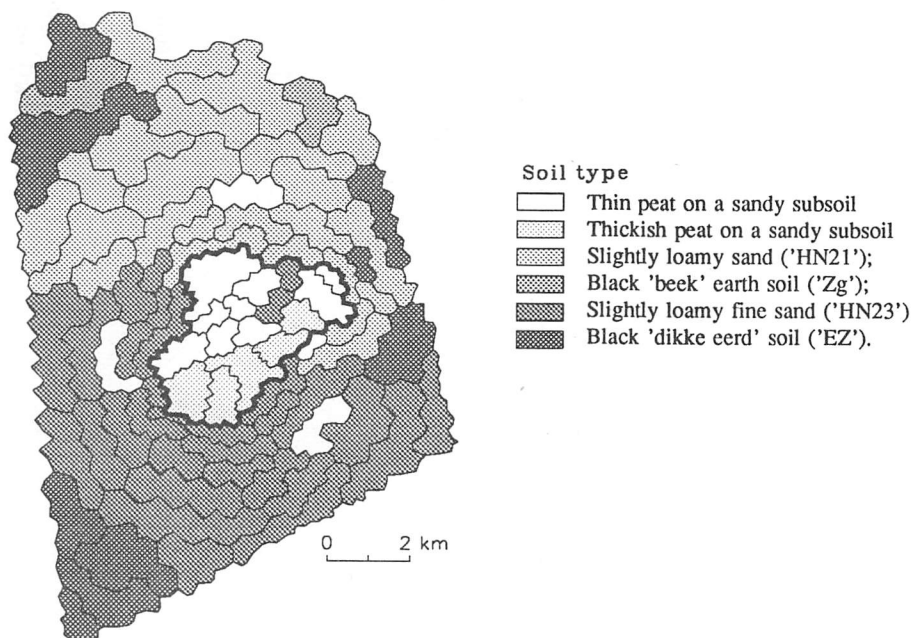 Soil type
Thin peat on a sandy subsoil
Thickish peat on a sandy subsoil
Slightly loamy sand ('HN21');
Black 'beek' earth soil ('Zg');
Slightly loamy fine sand ('HN23')
Black 'dikke eerd' soil ('EZ').
0 2 km